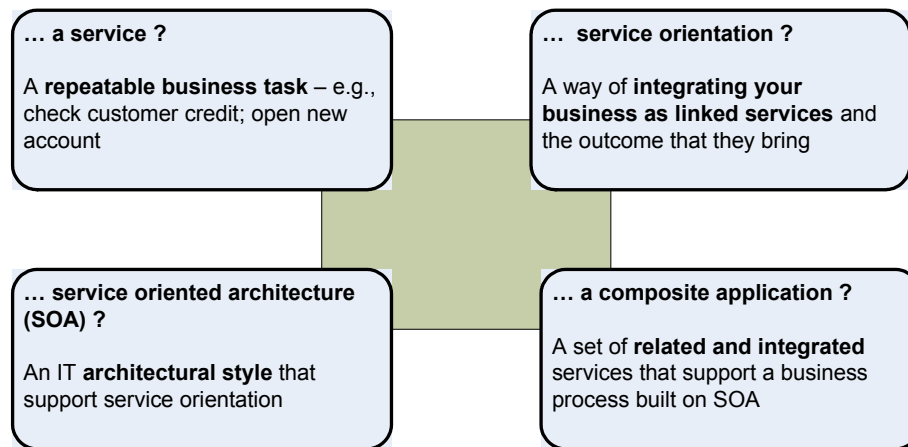 … a service ?
A repeatable business task – e.g.,
check customer credit; open new
account
… service orientation ?
A way of integrating your
business as linked services and
the outcome that they bring
… service oriented architecture
(SOA) ?
An IT architectural style that
support service orientation
… a composite application ?
A set of related and integrated
services that support a business
process built on SOA